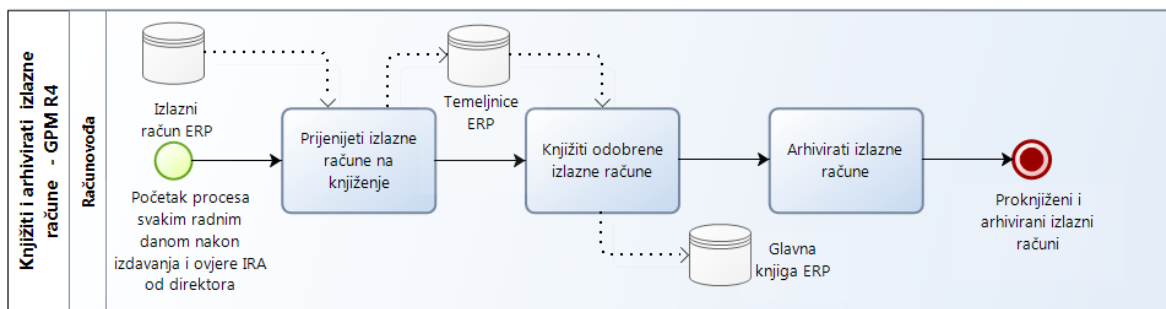 Knjižiti i arhivirati izlazne
račune - GPM R4
Računovođa
Izlazni
račun ERP
Početak procesa
svakim radnim
danom nakon
izdavanja i ovjere IRA
od direktora
Prijenijeti izlazne
račune na
knjiženje
Temeljnice
ERP
Knjižiti odobrene
izlazne račune
Glavna
knjiga ERP
Arhivirati izlazne
račune
Proknjiženi i
arhivirani izlazni
računi